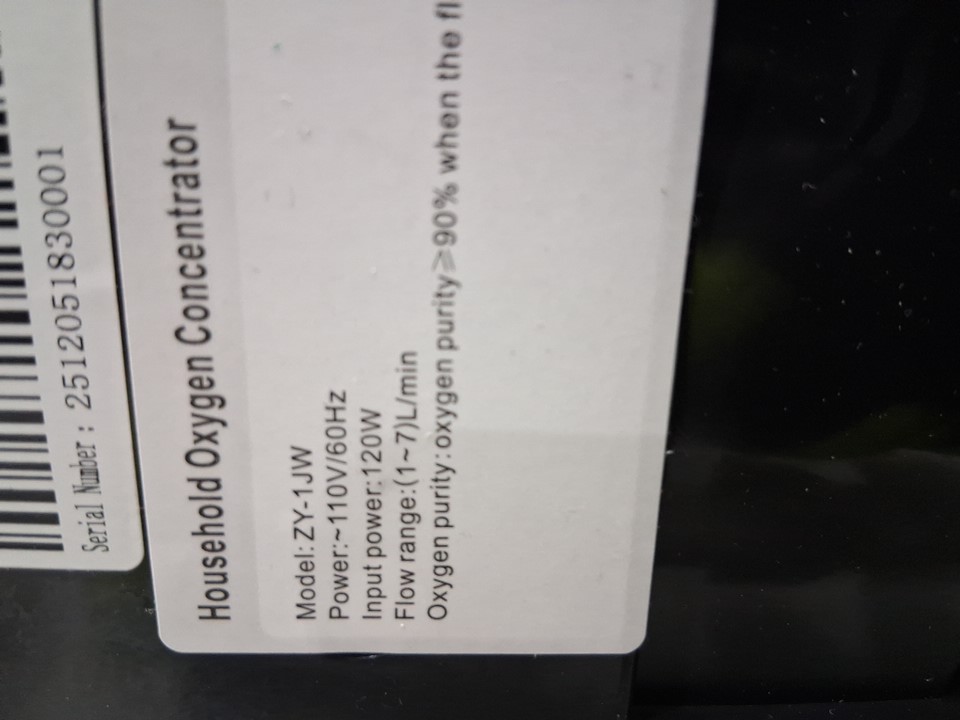 Serial Number: 2512051830001
Household Oxygen Concentrator
Model:ZY-1JW
Power:~110V/60Hz
Input power:120W
Flow range:(1~7)L/min
Oxygen purity:oxygen purity≥90% when the fl